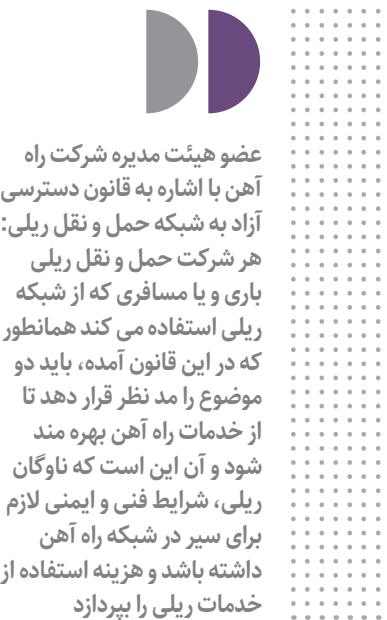 عضو هیئت مدیره شرکت راه
آهن با اشاره به قانون دسترسی
آزاد به شبکه حمل و نقل ریلی:
هر شرکت حمل و نقل ریلی
باری و یا مسافری که از شبکه
ریلی استفاده می کند همانطور
که در این قانون آمده، باید دو
موضوع را مد نظر قرار دهد تا
از خدمات راه آهن بهره مند
شود و آن این است که ناوگان
ریلی، شرایط فنی و ایمنی لازم
برای سیر در شبکه راه آهن
داشته باشد و هزینه استفاده از
خدمات ریلی را بپردازد